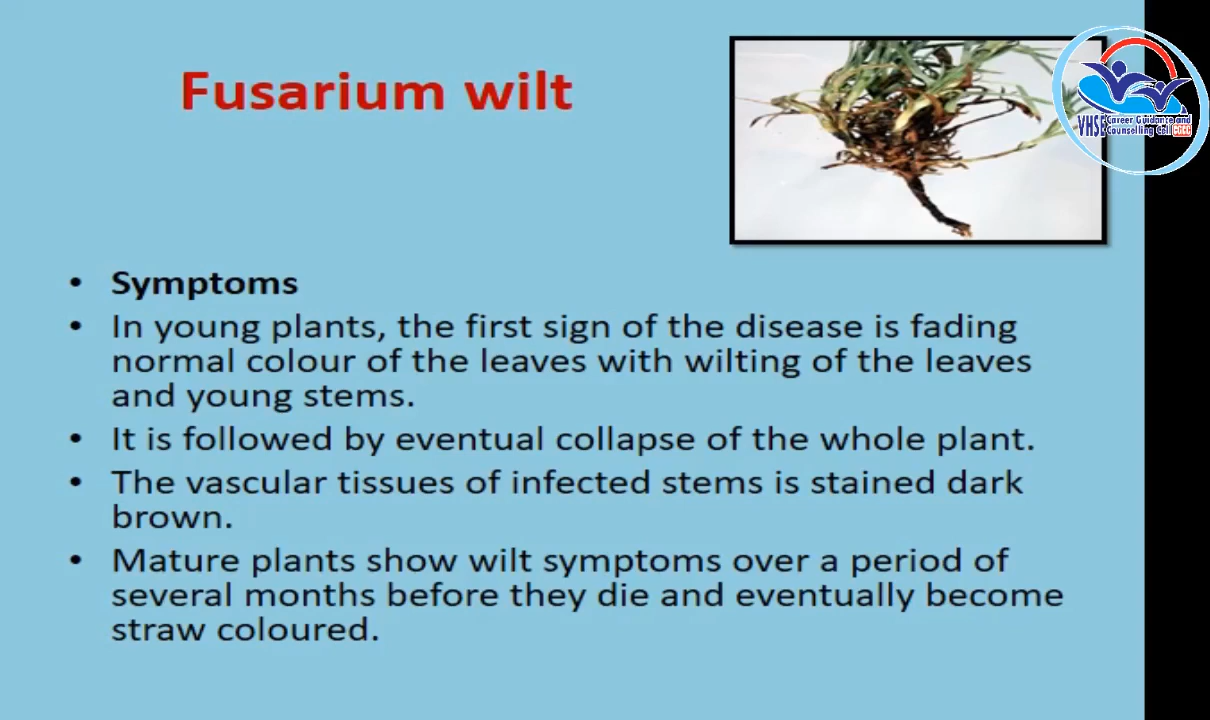 Fusarium wilt
VHSE Career Guidance and
Counselling Cell CGCC
• Symptoms
• In young plants, the first sign of the disease is fading
normal colour of the leaves with wilting of the leaves
and young stems.
• It is followed by eventual collapse of the whole plant.
• The vascular tissues of infected stems is stained dark
brown.
• Mature plants show wilt symptoms over a period of
several months before they die and eventually become
straw coloured.